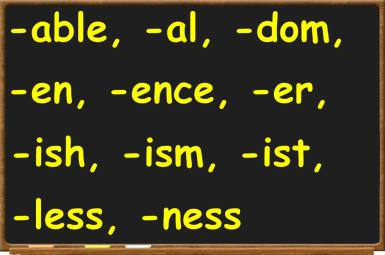 -able, -al, -dom,
-en, -ence, -er,
-ish, -ism, -ist,
-less, -ness